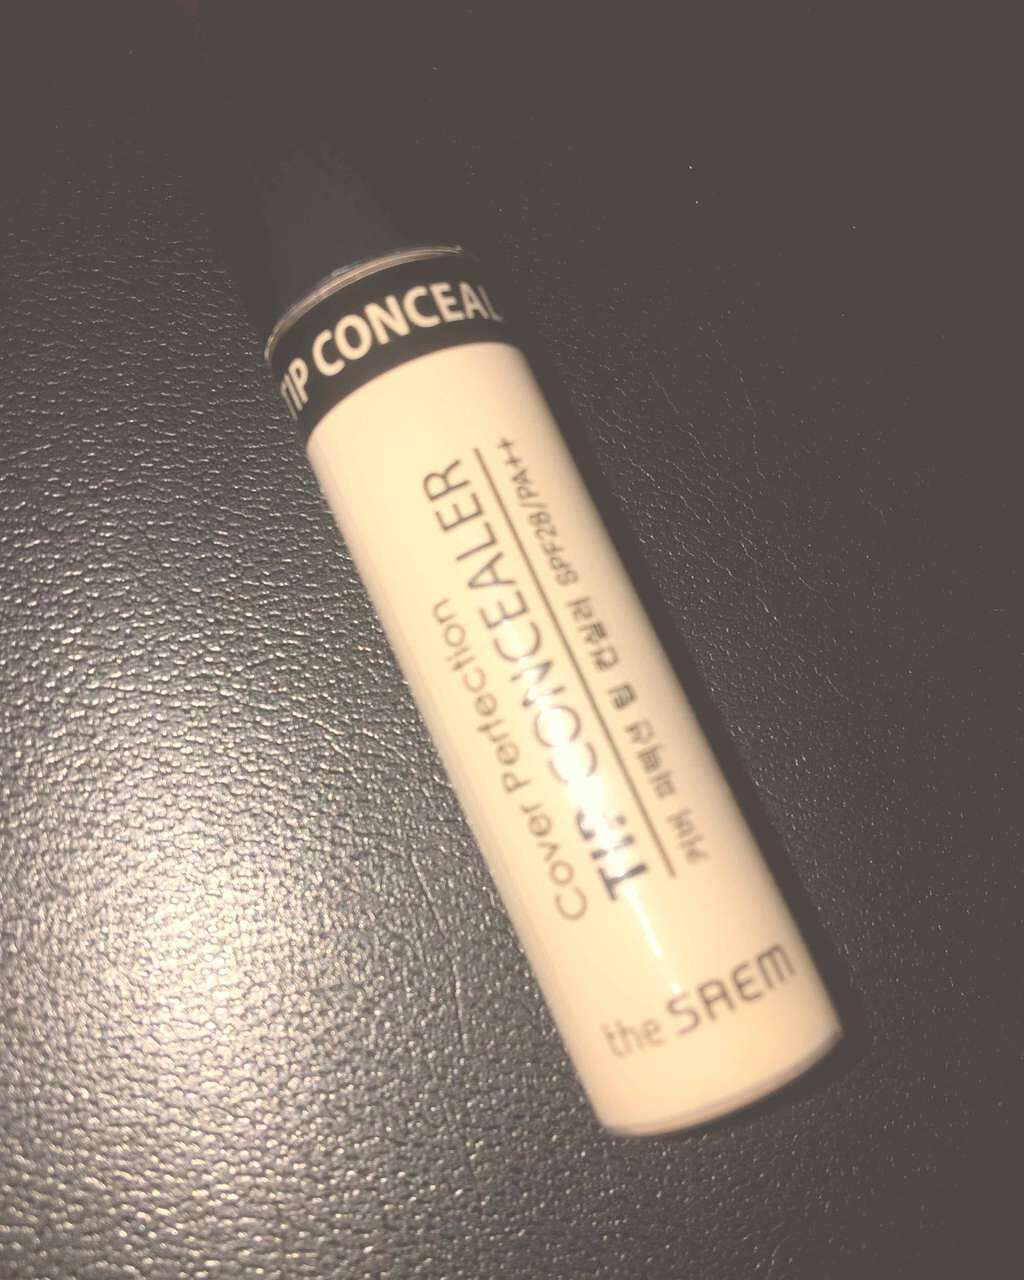 TIP CONCEAL
Cover Perfection
TIP CONCEALER
커버 퍼펙션 팁 컨실러 SPF28/PA++
the SAEM